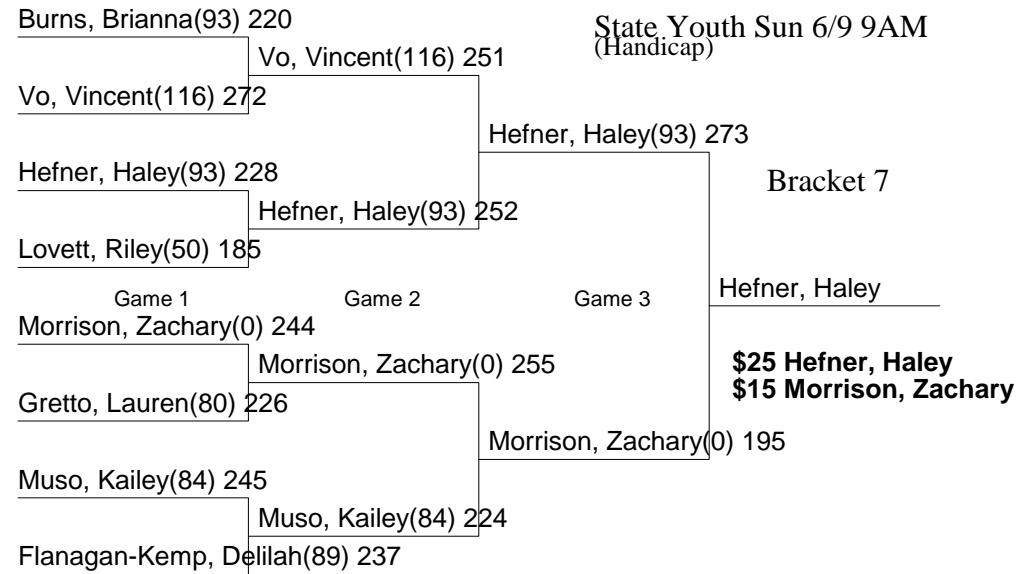 Burns, Brianna(93) 220
State Youth Sun 6/9 9AM
(Handicap)
Vo, Vincent(116) 251
Vo, Vincent(116) 272
Hefner, Haley(93) 273
Hefner, Haley(93) 228
Bracket 7
Hefner, Haley(93) 252
Lovett, Riley(50) 185
Game 1
Game 2
Game 3
Hefner, Haley
Morrison, Zachary(0) 244
Morrison, Zachary(0) 255
$25 Hefner, Haley
$15 Morrison, Zachary
Gretto, Lauren(80) 226
Morrison, Zachary(0) 195
Muso, Kailey(84) 245
Muso, Kailey(84) 224
Flanagan-Kemp, Delilah(89) 237